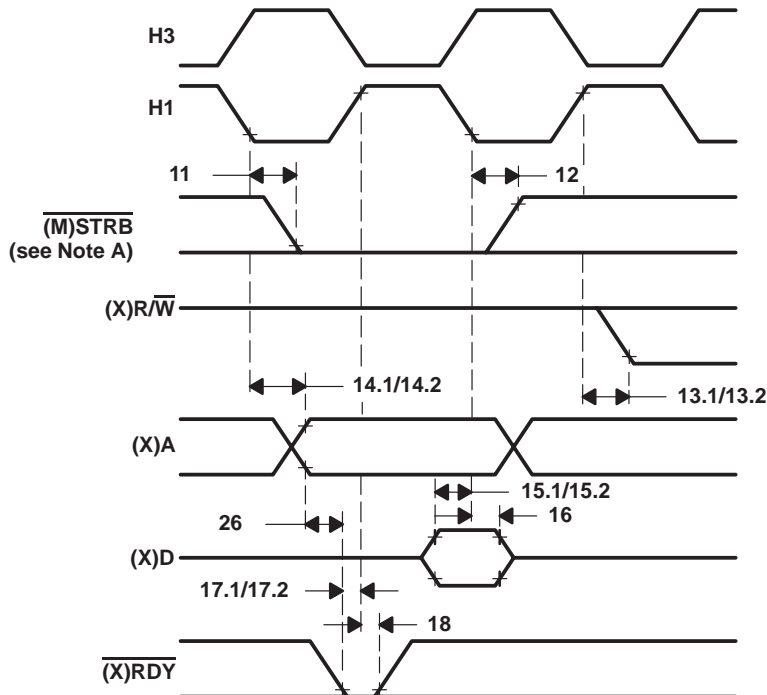 H3
H1
11
12
(M)STRB
(see Note A)
(X)R/W
14.1/14.2
13.1/13.2
(X)A
15.1/15.2
26
16
(X)D
17.1/17.2
18
(X)RDY